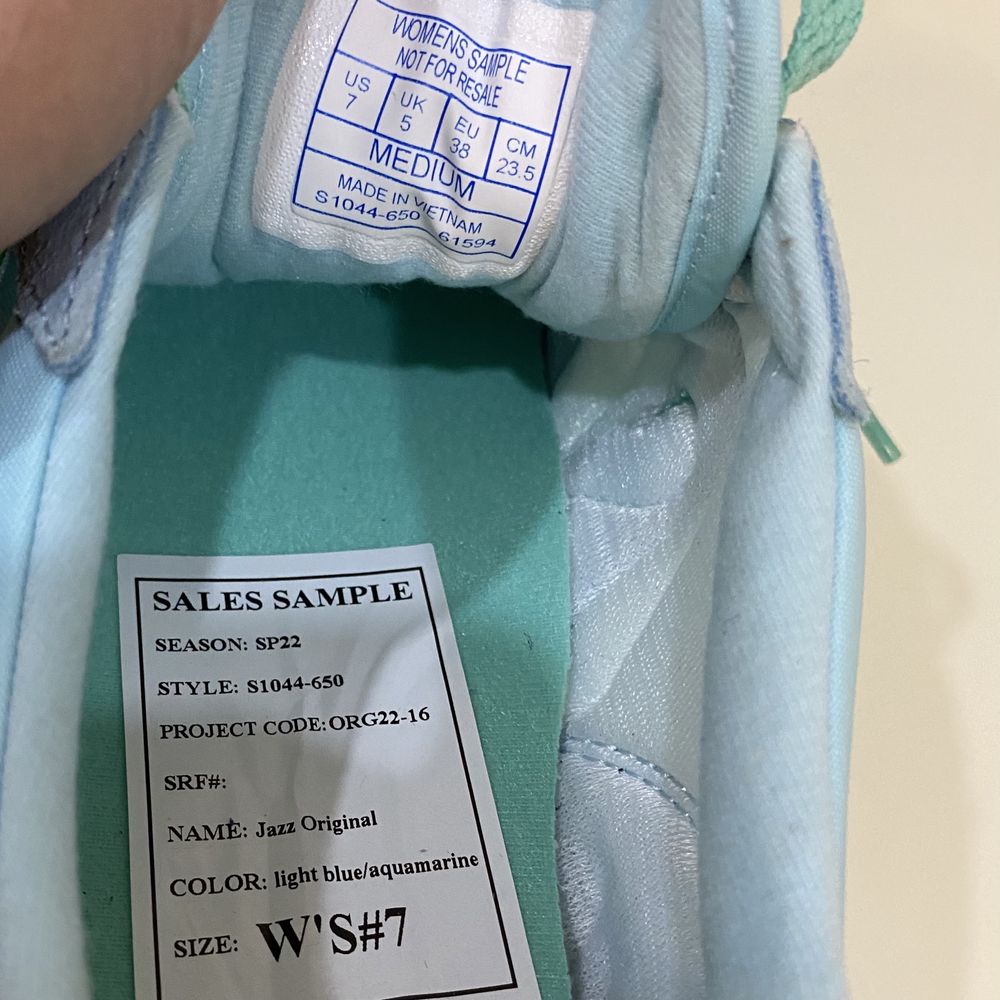 WOMENS SAMPLE
NOT FOR RESALE
US UK EU CM
7 5 38 23.5
MEDIUM
MADE IN VIETNAM
S1044-650 61594
SALES SAMPLE
SEASON: SP22
STYLE: S1044-650
PROJECT CODE: ORG22-16
SRF#:
NAME: Jazz Original
COLOR: light blue/aquamarine
SIZE: W'S#7